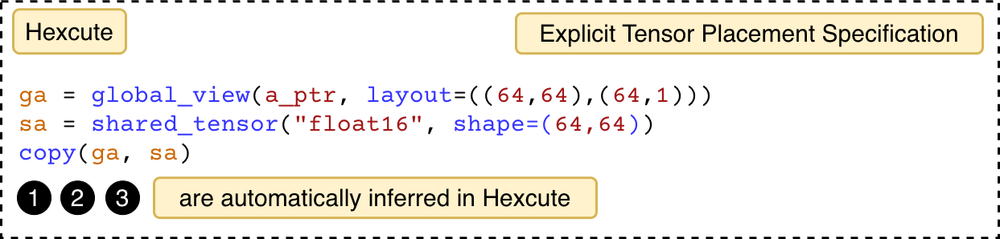 Hexcute
Explicit Tensor Placement Specification
ga = global_view(a_ptr, layout=((64,64),(64,1)))
sa = shared_tensor("float16", shape=(64,64))
copy(ga, sa)
1 2 3 are automatically inferred in Hexcute